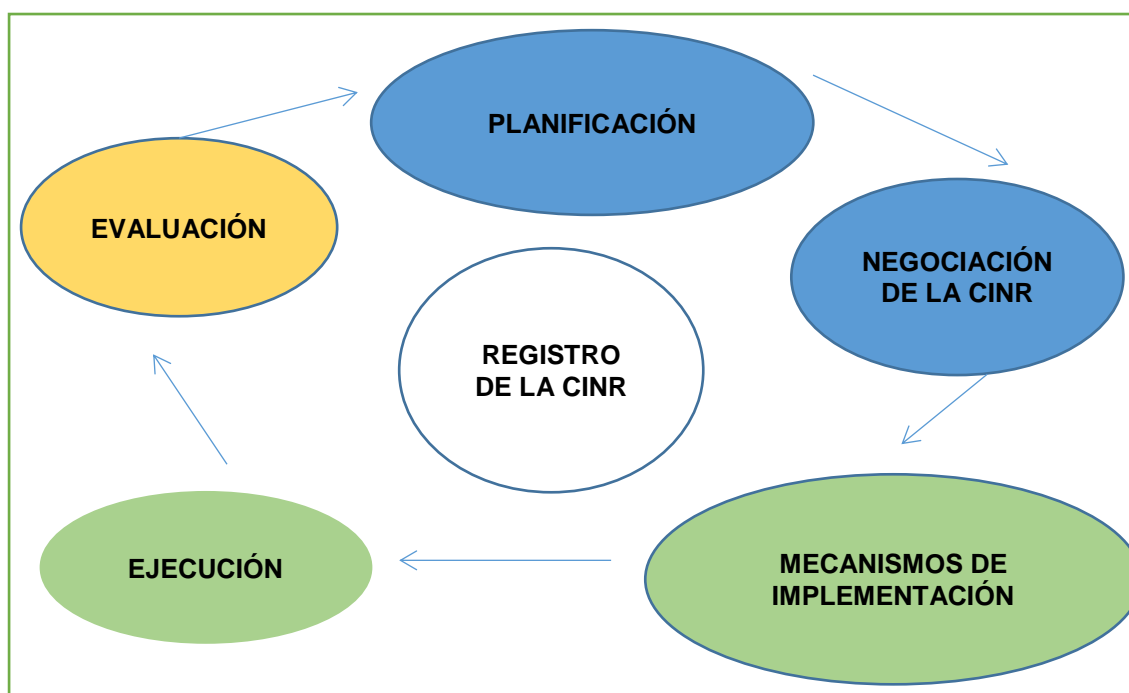 PLANIFICACIÓN
EVALUACIÓN
NEGOCIACIÓN
DE LA CINR
REGISTRO
DE LA CINR
EJECUCIÓN
MECANISMOS DE
IMPLEMENTACIÓN